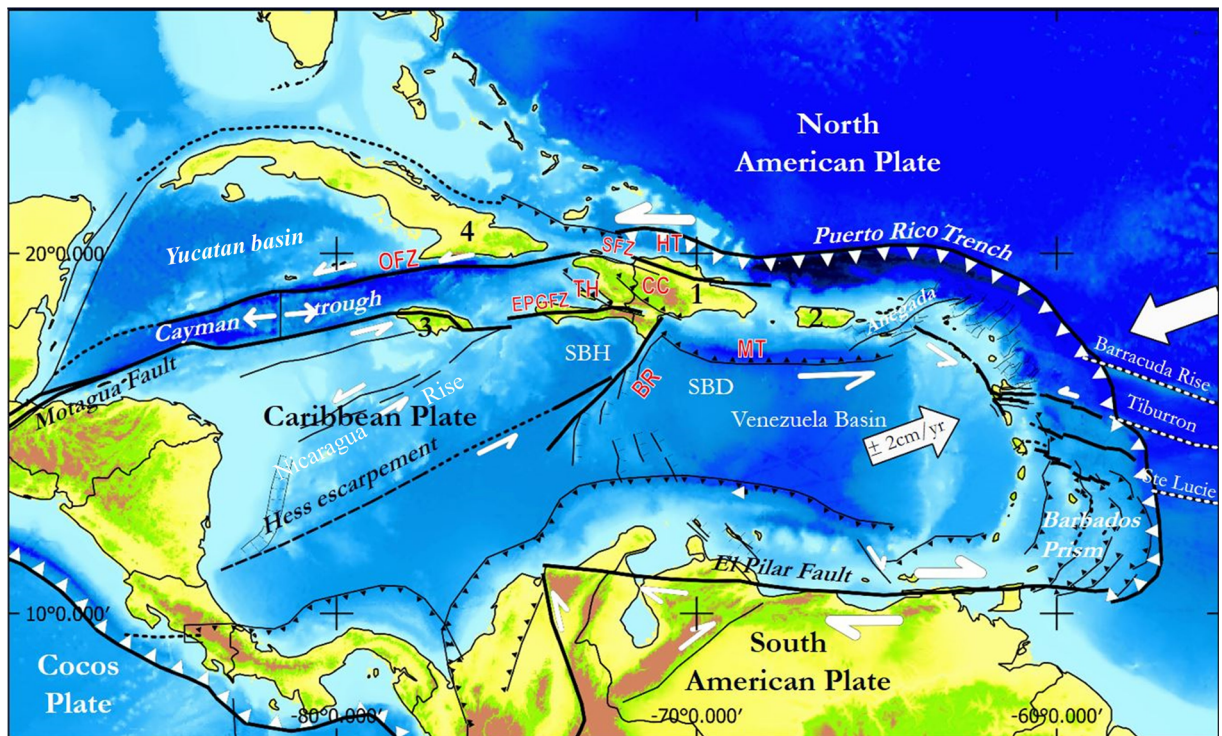 North
American Plate
Puerto Rico Trench
20°0.000'
Yucatan basin
4
OFZ
SFZ
HT
TH
CC
1
EPGFZ
2
Anegada
Cayman
trough
3
Motagua Fault
SBH
MT
BR
SBD
Barracuda Rise
Tiburron
Ste Lucie
Rise
Caribbean Plate
Nicaragua
Venezuela Basin
± 2cm/yr
Hess escarpement
Barbados
Prism
El Pilar Fault
10°0.000'
South
American Plate
Cocos
Plate
-80°0.000'
-70°0.000'
-60°0.000'